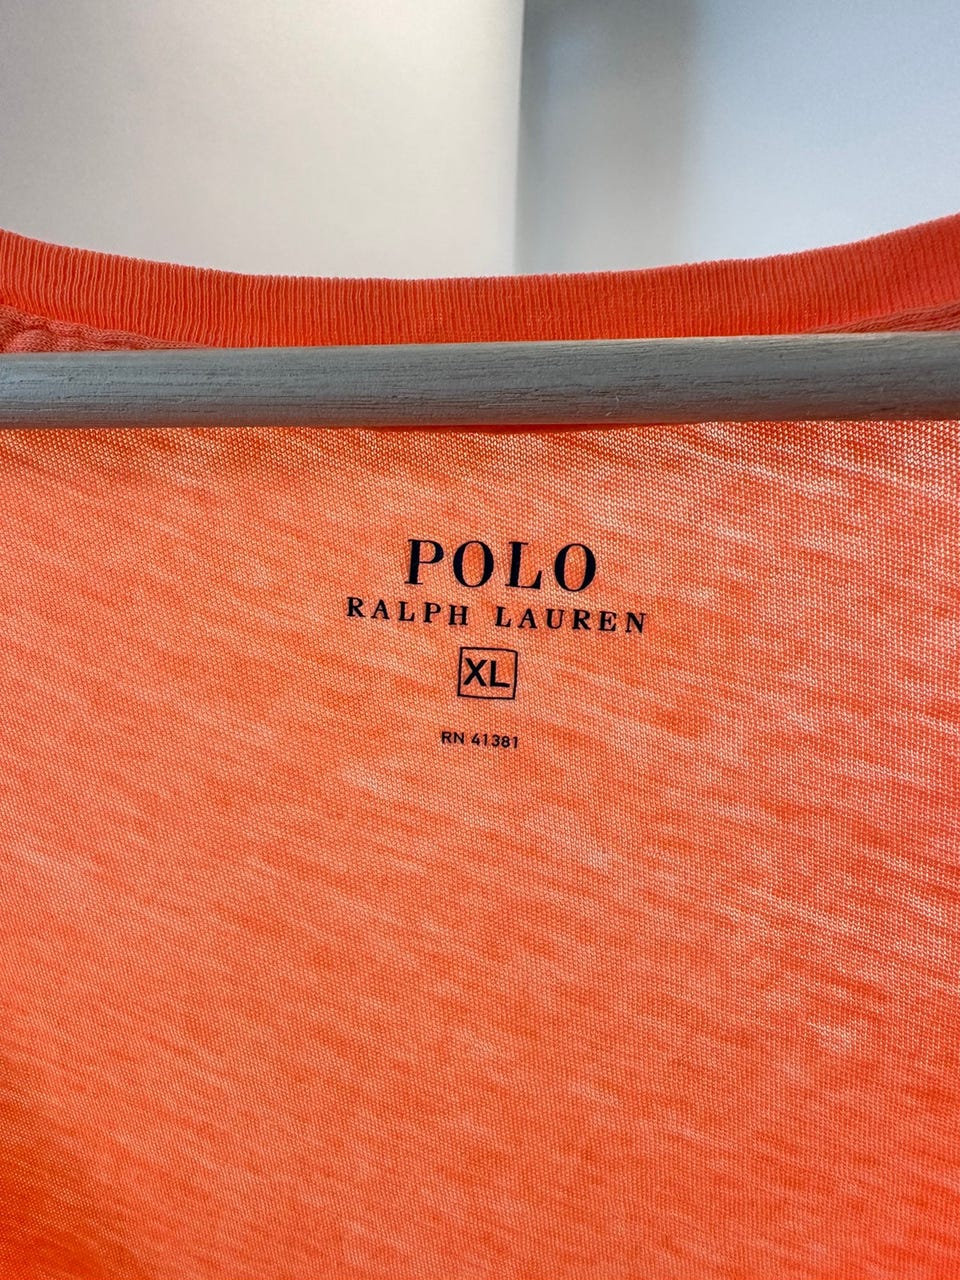 POLO
RALPH LAUREN
XL
RN 41381